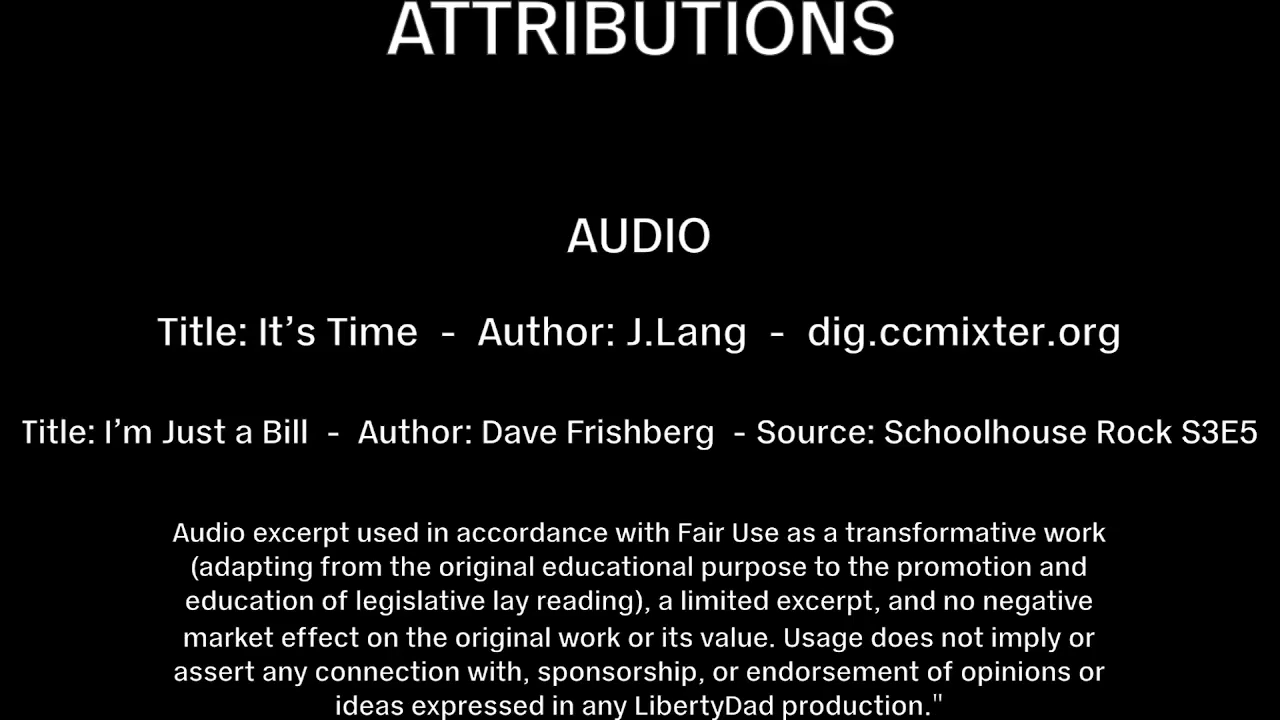 ATTRIBUTIONS
AUDIO
Title: It’s Time - Author: J.Lang - dig.ccmixter.org
Title: I’m Just a Bill - Author: Dave Frishberg - Source: Schoolhouse Rock S3E5
Audio excerpt used in accordance with Fair Use as a transformative work
(adapting from the original educational purpose to the promotion and
education of legislative lay reading), a limited excerpt, and no negative
market effect on the original work or its value. Usage does not imply or
assert any connection with, sponsorship, or endorsement of opinions or
ideas expressed in any LibertyDad production."